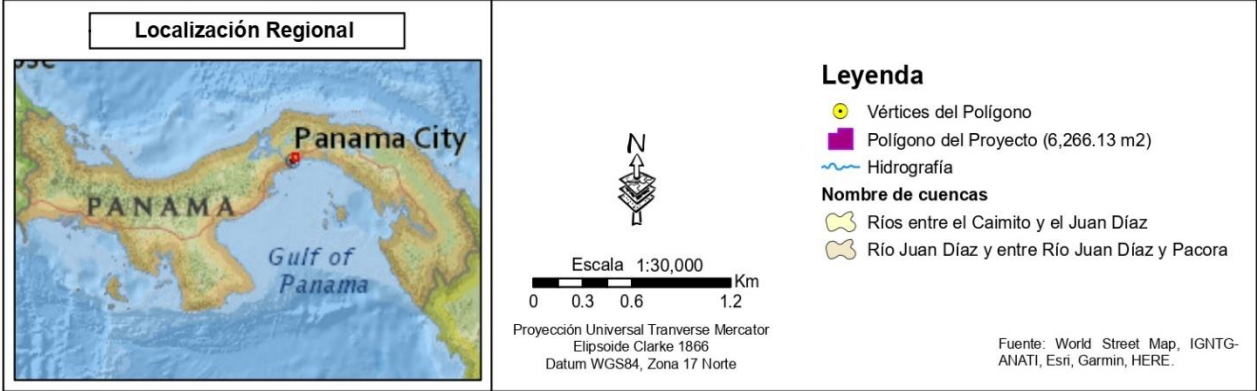 Localización Regional
Panama City
PANAMA
Gulf of
Panama
N
Escala 1:30,000
Km
0 0.3 0.6 1.2
Proyección Universal Tranverse Mercator
Elipsoide Clarke 1866
Datum WGS84, Zona 17 Norte
Leyenda
Vértices del Polígono
Polígono del Proyecto (6,266.13 m2)
Hidrografía
Nombre de cuencas
Ríos entre el Caimito y el Juan Díaz
Río Juan Díaz y entre Río Juan Díaz y Pacora
Fuente: World Street Map, IGNTG-
ANATI, Esri, Garmin, HERE.